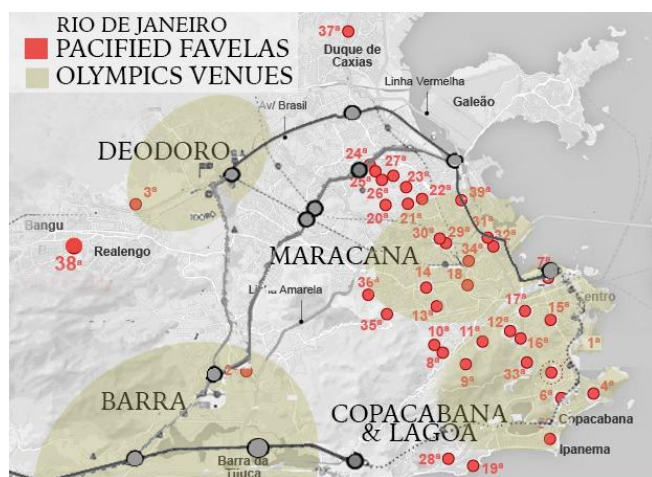 RIO DE JANEIRO
PACIFIED FAVELAS
OLYMPICS VENUES
37ª
Duque de
Caxias
Linha Vermelha
Galeão
Av/ Brasil
DEODORO
24ª
27ª
25ª
23ª
26ª
22ª
39ª
3ª
20ª
21ª
Bangu
31ª
30ª
29ª
32ª
Realengo
MARACANA
34ª
38ª
7ª
18
36ª
14
17ª
Centro
Amarela
13ª
15ª
35ª
12ª
10ª
11ª
16ª
1ª
8ª
9ª
33ª
BARRA
6ª
4ª
COPACABANA
& LAGOA
Copacabana
Barra da
Tijuca
Ipanema
28ª
19ª